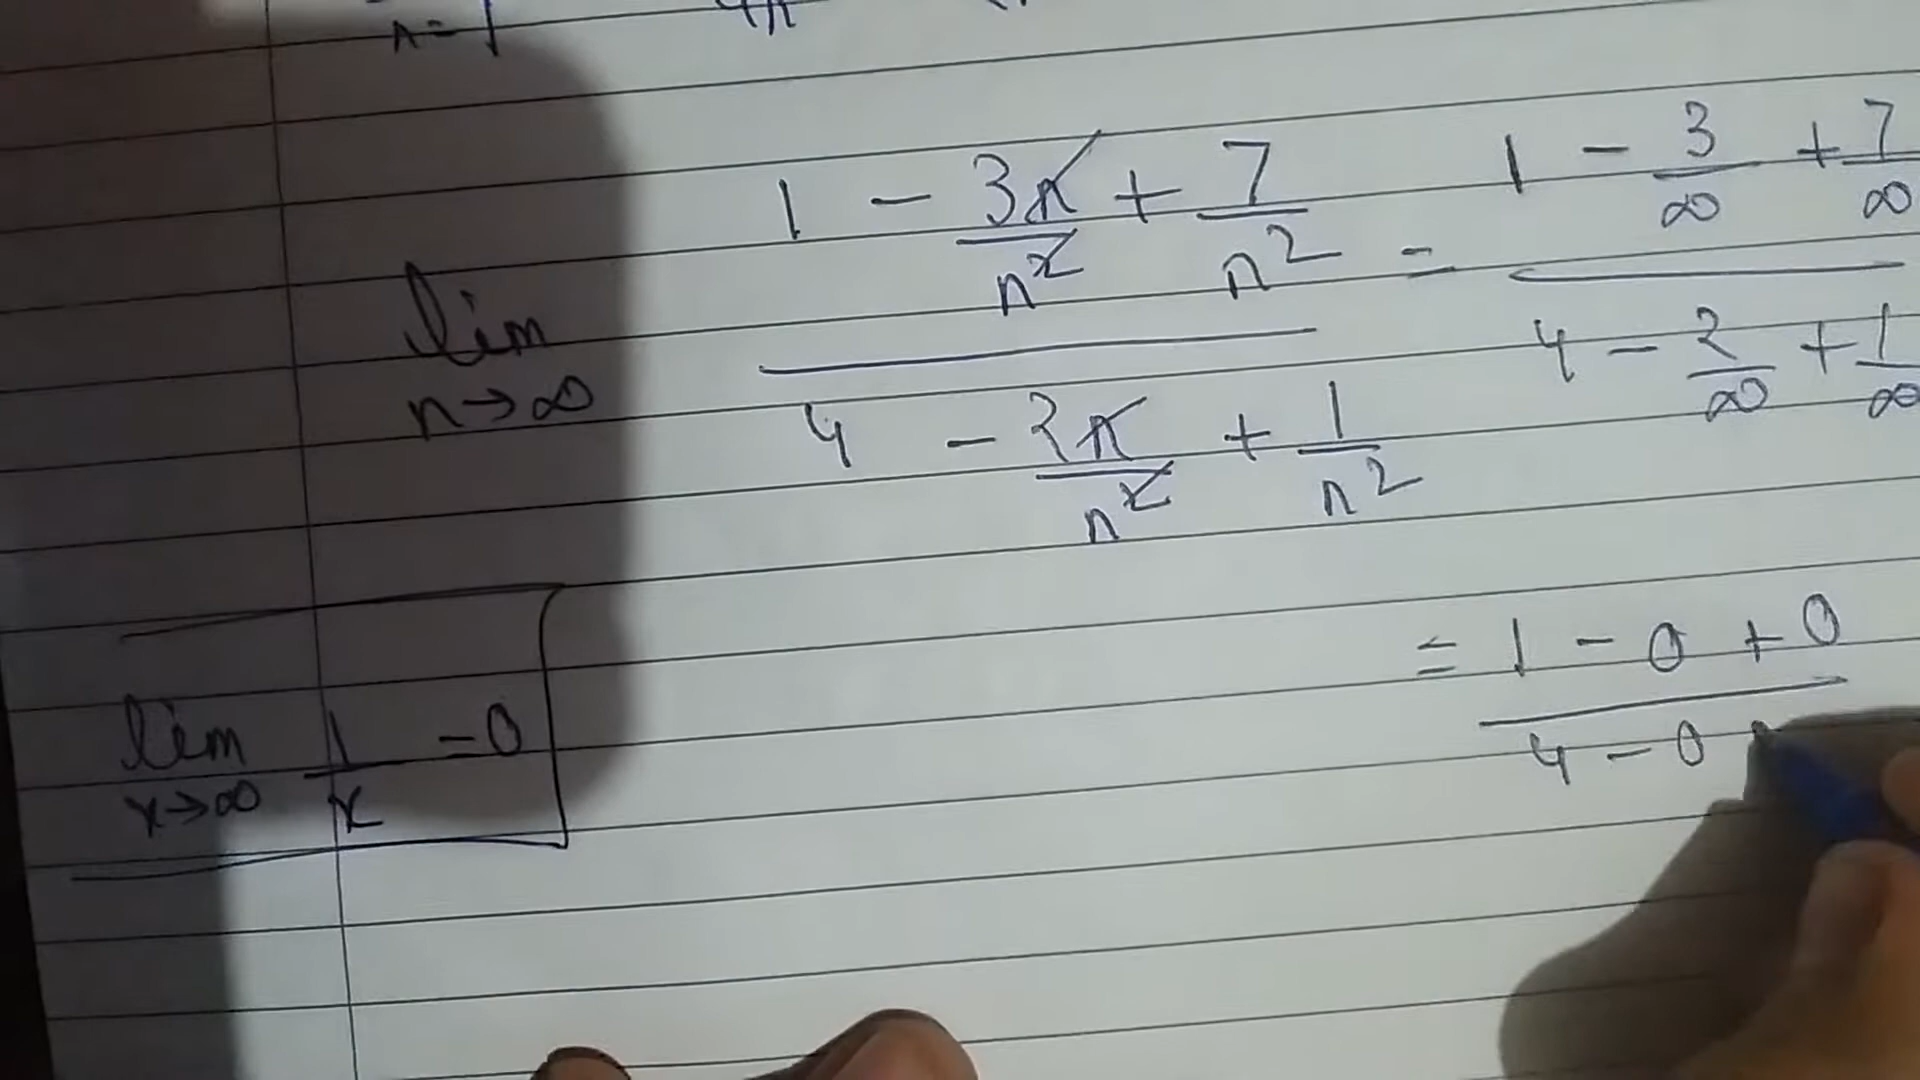 n=1
lim n→∞ (1 - 3n/n² + 7/n²) / (4 - 2n/n² + 1/n²) = (1 - 3/∞ + 7/∞) / (4 - 2/∞ + 1/∞)
= (1 - 0 + 0) / (4 - 0
lim x→∞ 1/x = 0